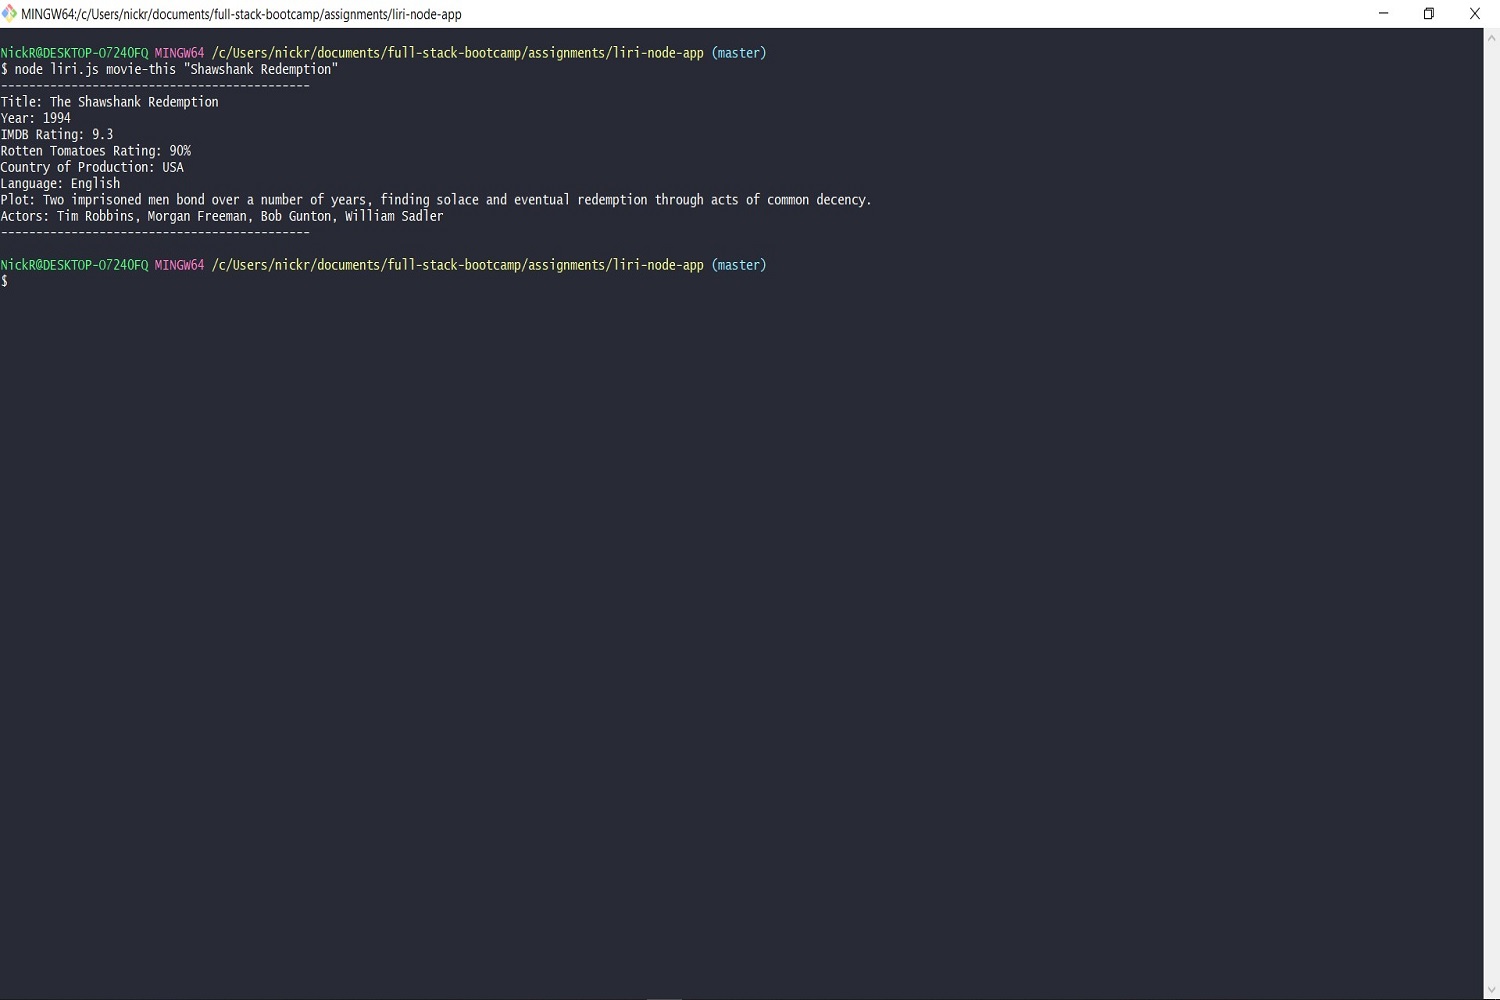 MINGW64:/c/Users/nickr/documents/full-stack-bootcamp/assignments/liri-node-app
NickR@DESKTOP-O724OFQ MINGW64 /c/Users/nickr/documents/full-stack-bootcamp/assignments/liri-node-app (master)
$ node liri.js movie-this "Shawshank Redemption"
--------------------------------------------
Title: The Shawshank Redemption
Year: 1994
IMDB Rating: 9.3
Rotten Tomatoes Rating: 90%
Country of Production: USA
Language: English
Plot: Two imprisoned men bond over a number of years, finding solace and eventual redemption through acts of common decency.
Actors: Tim Robbins, Morgan Freeman, Bob Gunton, William Sadler
--------------------------------------------
NickR@DESKTOP-O724OFQ MINGW64 /c/Users/nickr/documents/full-stack-bootcamp/assignments/liri-node-app (master)
$